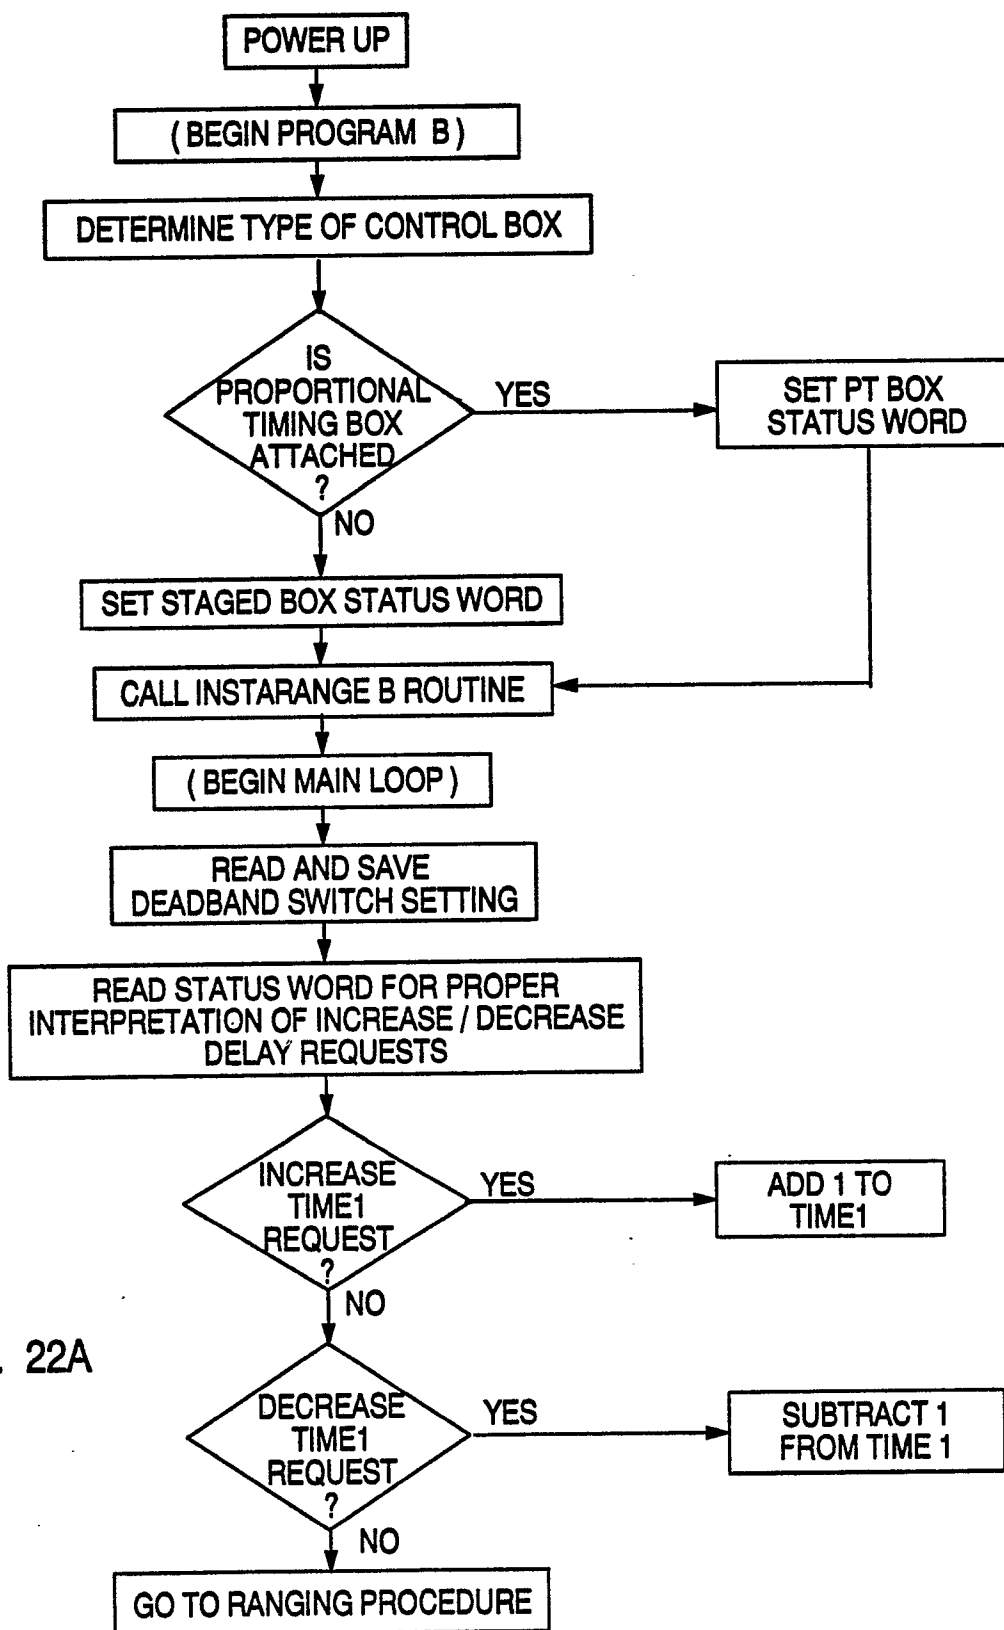 POWER UP
( BEGIN PROGRAM B )
DETERMINE TYPE OF CONTROL BOX
IS
PROPORTIONAL
TIMING BOX
ATTACHED
?
YES
SET PT BOX
STATUS WORD
NO
SET STAGED BOX STATUS WORD
CALL INSTARANGE B ROUTINE
( BEGIN MAIN LOOP )
READ AND SAVE
DEADBAND SWITCH SETTING
READ STATUS WORD FOR PROPER
INTERPRETATION OF INCREASE / DECREASE
DELAY REQUESTS
INCREASE
TIME1
REQUEST
?
YES
ADD 1 TO
TIME1
NO
22A
DECREASE
TIME1
REQUEST
?
YES
SUBTRACT 1
FROM TIME 1
NO
GO TO RANGING PROCEDURE